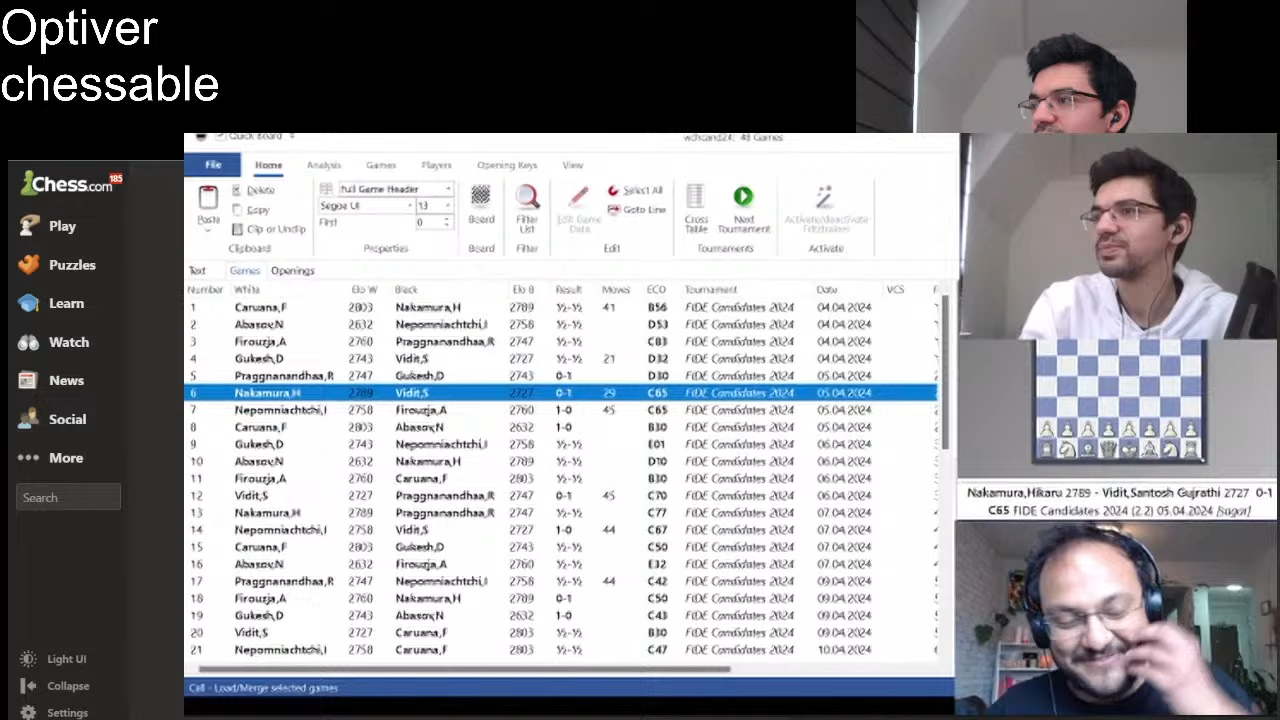 Optiver
chessable
Chess.com 185
Play
Puzzles
Learn
Watch
News
Social
More
Search
Light UI
Collapse
Settings
Quick Board
wchcand24: 48 Games
File Home Analysis Games Players Opening Keys View
Paste
Delete
Copy
Clip or Unclip
Clipboard
Full Game Header
Segoe UI 13
First 0
Properties
Board
Board
Filter List
Filter
Edit Game Data
Select All
Goto Line
Edit
Cross Table
Next Tournament
Tournaments
Activate/deactivate Fritztrainer
Activate
Text Games Openings
Number White Elo W Black Elo B Result Moves ECO Tournament Date VCS
1 Caruana,F 2803 Nakamura,H 2789 ½-½ 41 B56 FIDE Candidates 2024 04.04.2024
2 Abasov,N 2632 Nepomniachtchi,I 2758 ½-½ D53 FIDE Candidates 2024 04.04.2024
3 Firouzja,A 2760 Praggnanandhaa,R 2747 ½-½ C83 FIDE Candidates 2024 04.04.2024
4 Gukesh,D 2743 Vidit,S 2727 ½-½ 21 D32 FIDE Candidates 2024 04.04.2024
5 Praggnanandhaa,R 2747 Gukesh,D 2743 0-1 D30 FIDE Candidates 2024 05.04.2024
6 Nakamura,H 2789 Vidit,S 2727 0-1 29 C65 FIDE Candidates 2024 05.04.2024
7 Nepomniachtchi,I 2758 Firouzja,A 2760 1-0 45 C65 FIDE Candidates 2024 05.04.2024
8 Caruana,F 2803 Abasov,N 2632 1-0 B30 FIDE Candidates 2024 05.04.2024
9 Gukesh,D 2743 Nepomniachtchi,I 2758 ½-½ E01 FIDE Candidates 2024 06.04.2024
10 Abasov,N 2632 Nakamura,H 2789 ½-½ D10 FIDE Candidates 2024 06.04.2024
11 Firouzja,A 2760 Caruana,F 2803 ½-½ B30 FIDE Candidates 2024 06.04.2024
12 Vidit,S 2727 Praggnanandhaa,R 2747 0-1 45 C70 FIDE Candidates 2024 06.04.2024
13 Nakamura,H 2789 Praggnanandhaa,R 2747 ½-½ C77 FIDE Candidates 2024 07.04.2024
14 Nepomniachtchi,I 2758 Vidit,S 2727 1-0 44 C67 FIDE Candidates 2024 07.04.2024
15 Caruana,F 2803 Gukesh,D 2743 ½-½ C50 FIDE Candidates 2024 07.04.2024
16 Abasov,N 2632 Firouzja,A 2760 ½-½ E32 FIDE Candidates 2024 07.04.2024
17 Praggnanandhaa,R 2747 Nepomniachtchi,I 2758 ½-½ 44 C42 FIDE Candidates 2024 09.04.2024
18 Firouzja,A 2760 Nakamura,H 2789 0-1 C50 FIDE Candidates 2024 09.04.2024
19 Gukesh,D 2743 Abasov,N 2632 1-0 C43 FIDE Candidates 2024 09.04.2024
20 Vidit,S 2727 Caruana,F 2803 ½-½ B30 FIDE Candidates 2024 09.04.2024
21 Nepomniachtchi,I 2758 Caruana,F 2803 ½-½ C47 FIDE Candidates 2024 10.04.2024
Call - Load/Merge selected games
Nakamura,Hikaru 2789 - Vidit,Santosh Gujrathi 2727 0-1
C65 FIDE Candidates 2024 (2.2) 05.04.2024 [sagar]